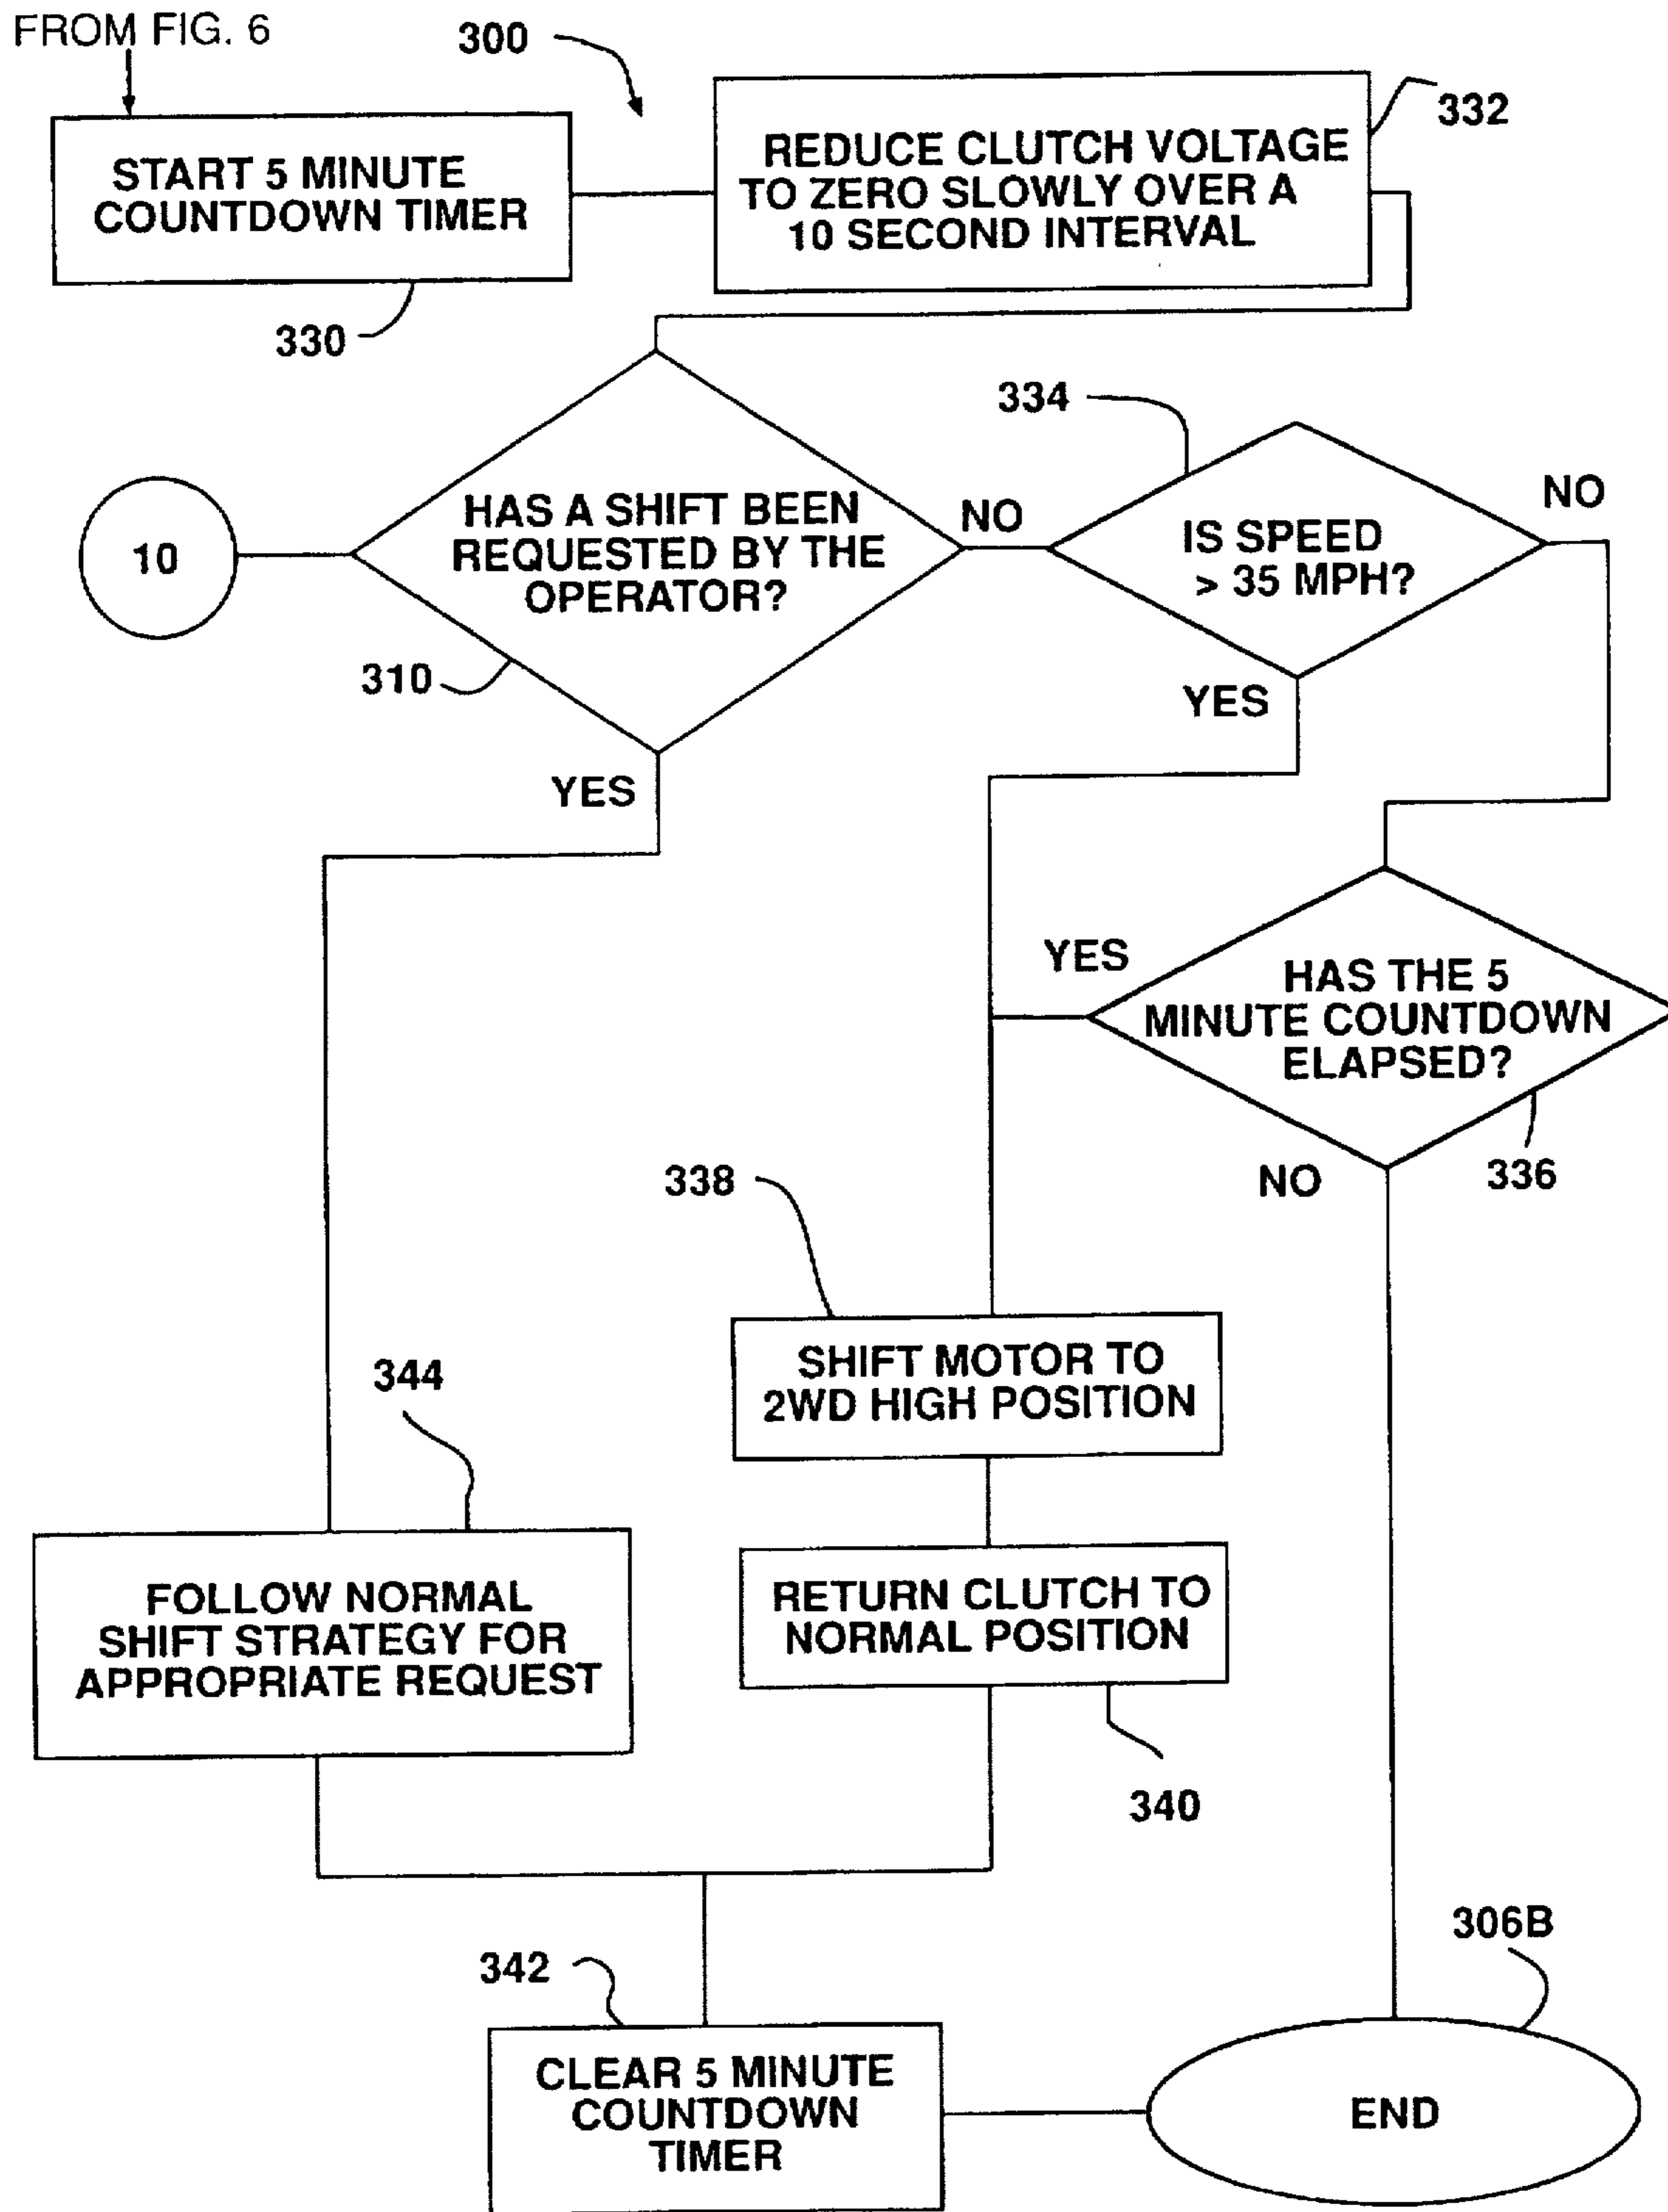 FROM FIG. 6
300
START 5 MINUTE
COUNTDOWN TIMER
330
REDUCE CLUTCH VOLTAGE
TO ZERO SLOWLY OVER A
10 SECOND INTERVAL
332
10
HAS A SHIFT BEEN
REQUESTED BY THE
OPERATOR?
310
NO
YES
334
IS SPEED
> 35 MPH?
NO
YES
HAS THE 5
MINUTE COUNTDOWN
ELAPSED?
YES
336
NO
338
SHIFT MOTOR TO
2WD HIGH POSITION
344
FOLLOW NORMAL
SHIFT STRATEGY FOR
APPROPRIATE REQUEST
RETURN CLUTCH TO
NORMAL POSITION
340
342
CLEAR 5 MINUTE
COUNTDOWN
TIMER
306B
END